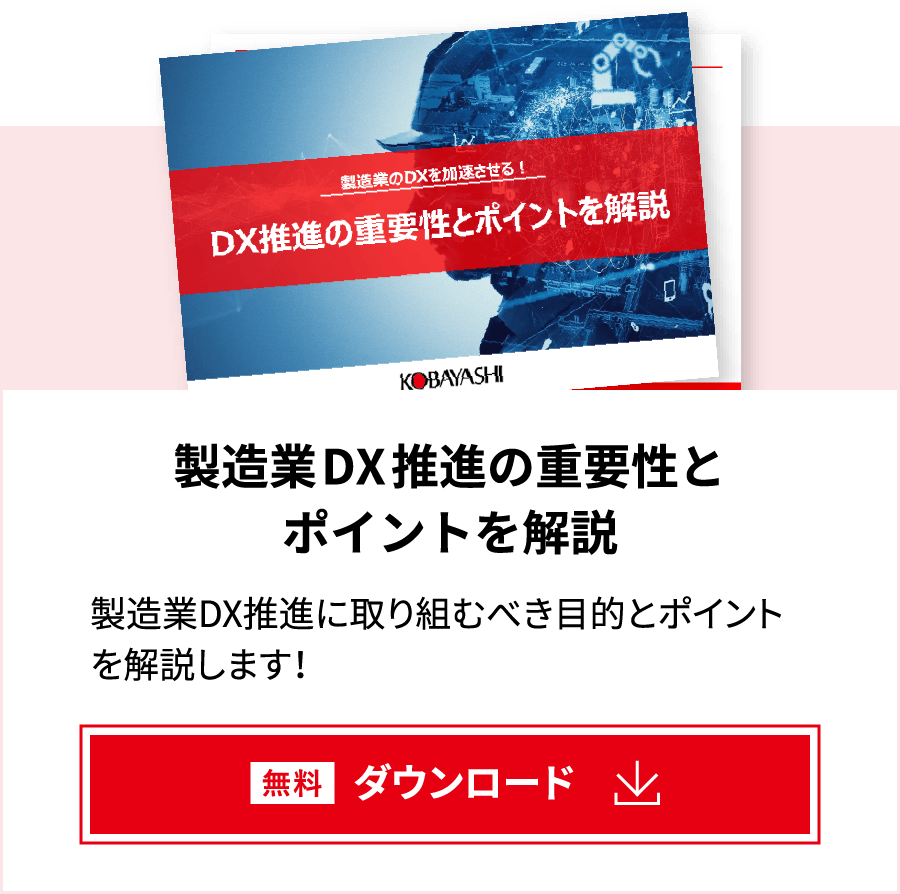 製造業のDXを加速させる！
DX推進の重要性とポイントを解説
KOBAYASHI
製造業DX推進の重要性と
ポイントを解説
製造業DX推進に取り組むべき目的とポイント
を解説します！
無料 ダウンロード